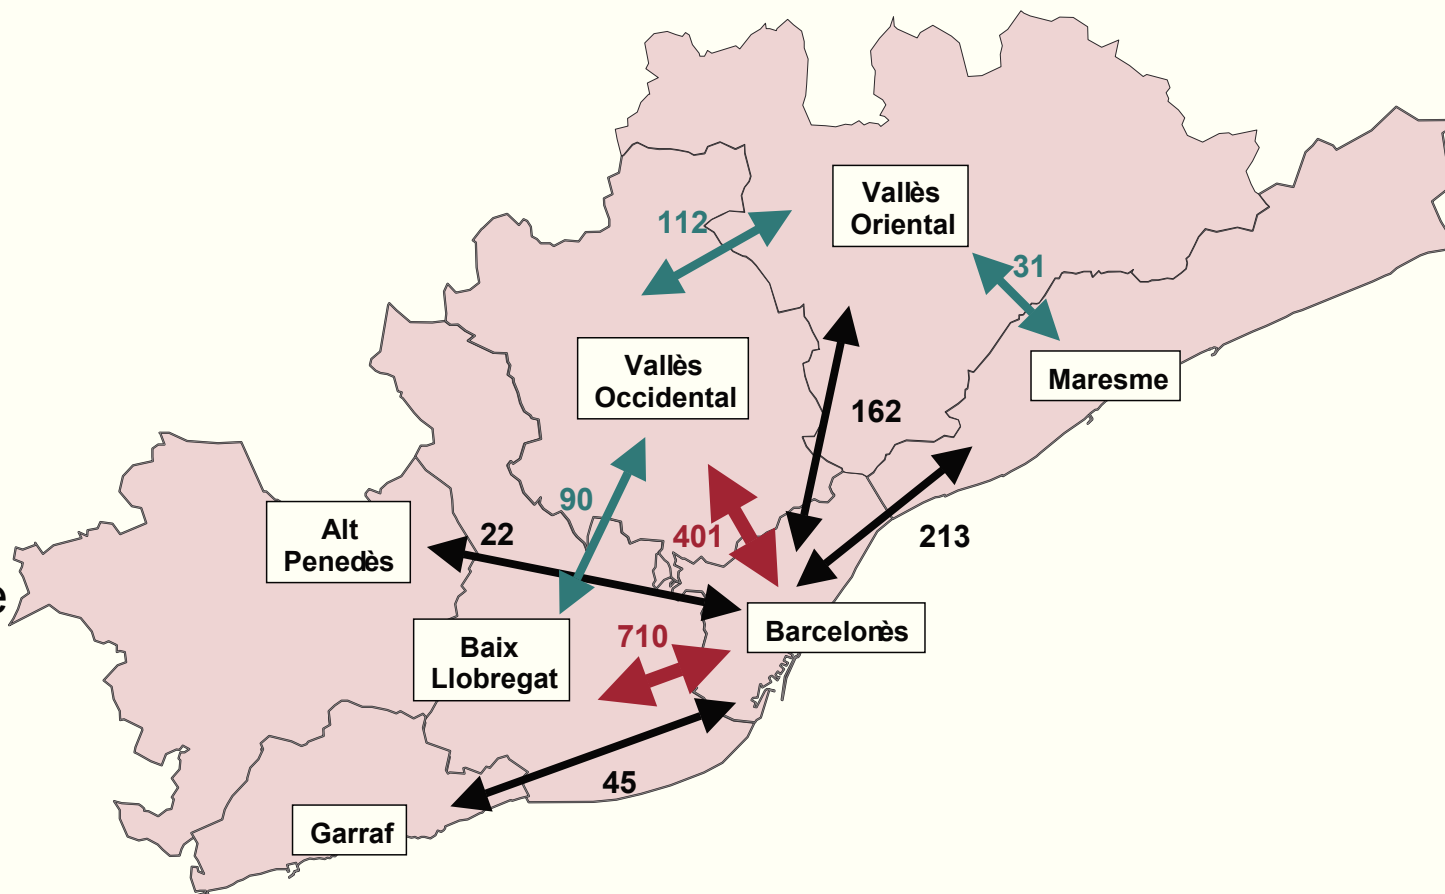 Vallès
Oriental
112
31
Vallès
Occidental
Maresme
162
90
401
213
Alt
Penedès
22
e
Barcelonès
710
Baix
Llobregat
45
Garraf